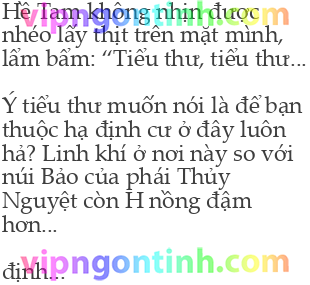 Hề Tam không nhịn được
vipngontinh.com
nhéo lấy thịt trên mặt mình,
lẩm bẩm: “Tiểu thư, tiểu thư...
Ý tiểu thư muốn nói là để bạn
thuộc hạ định cư ở đây luôn
hả? Linh khí ở nơi này so với
núi Bảo của phái Thủy
Nguyệt còn H nồng đậm
hơn...
vipngontinh.com
định...